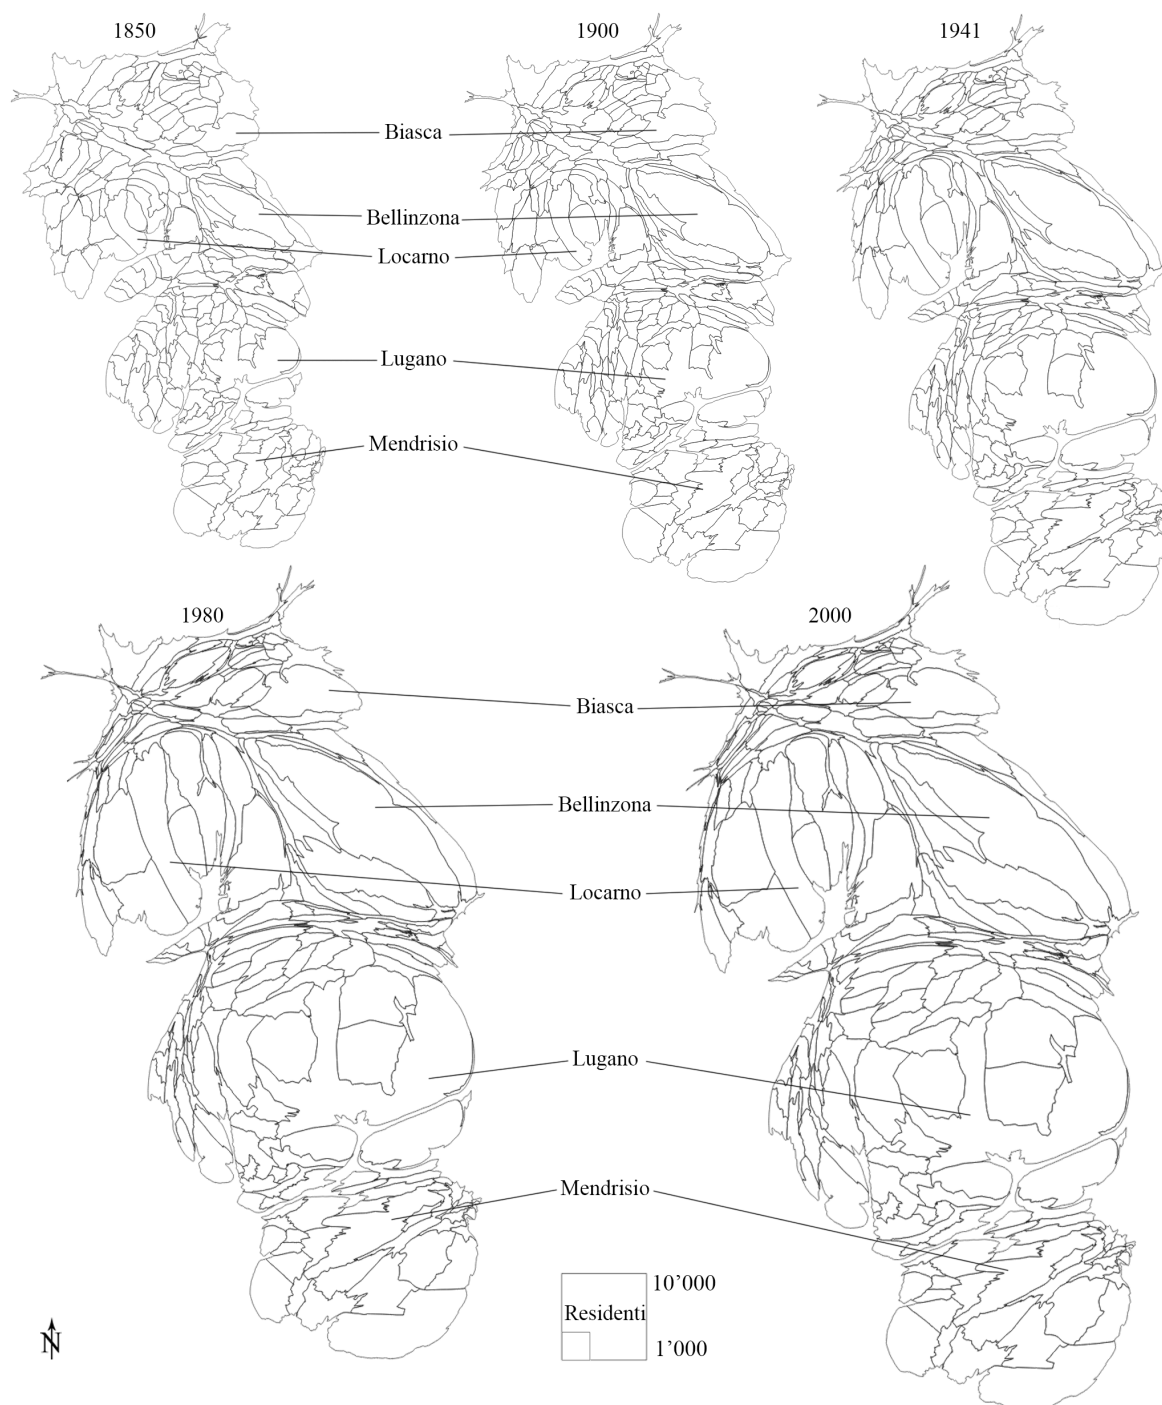 1850
1900
1941
Biasca
Bellinzona
Locarno
Lugano
Mendrisio
1980
2000
Biasca
Bellinzona
Locarno
Lugano
Mendrisio
10’000
Residenti
1’000
N